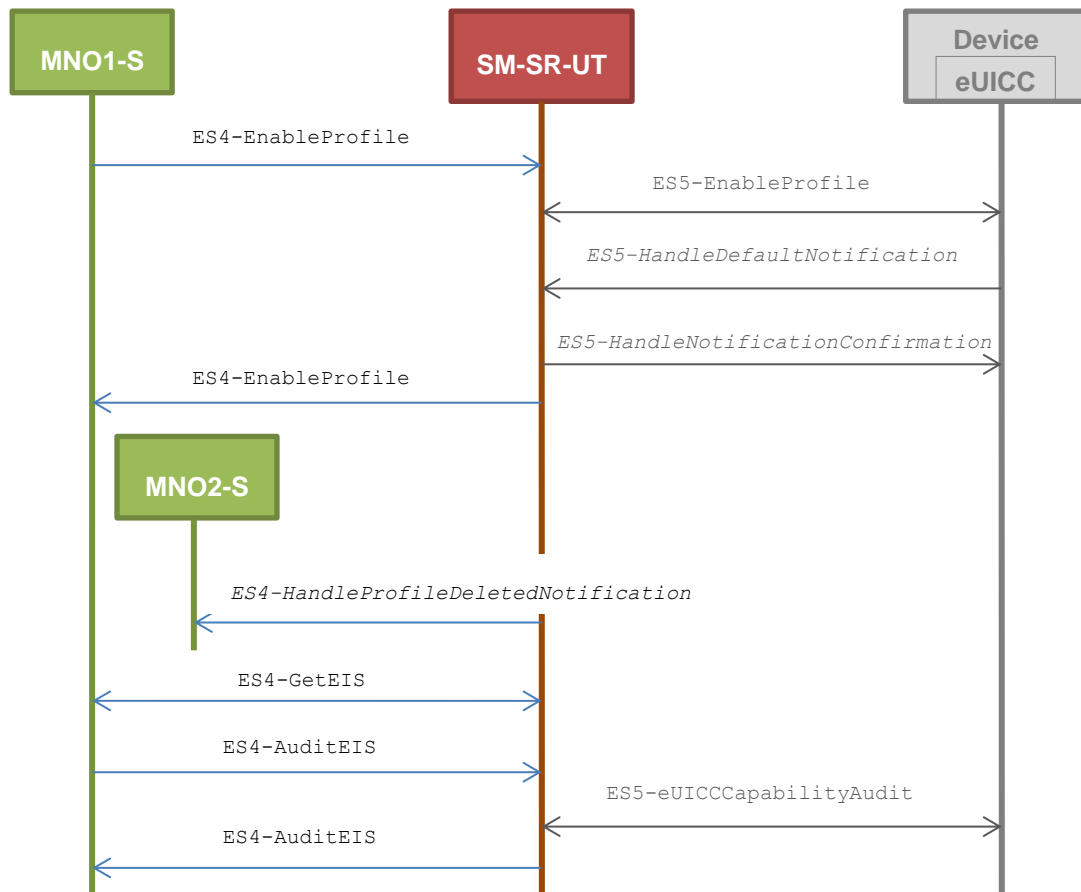 MNO1-S
SM-SR-UT
Device
eUICC
ES4-EnableProfile
ES5-EnableProfile
ES5-HandleDefaultNotification
ES5-HandleNotificationConfirmation
ES4-EnableProfile
MNO2-S
ES4-HandleProfileDeletedNotification
ES4-GetEIS
ES4-AuditEIS
ES5-eUICCCapabilityAudit
ES4-AuditEIS